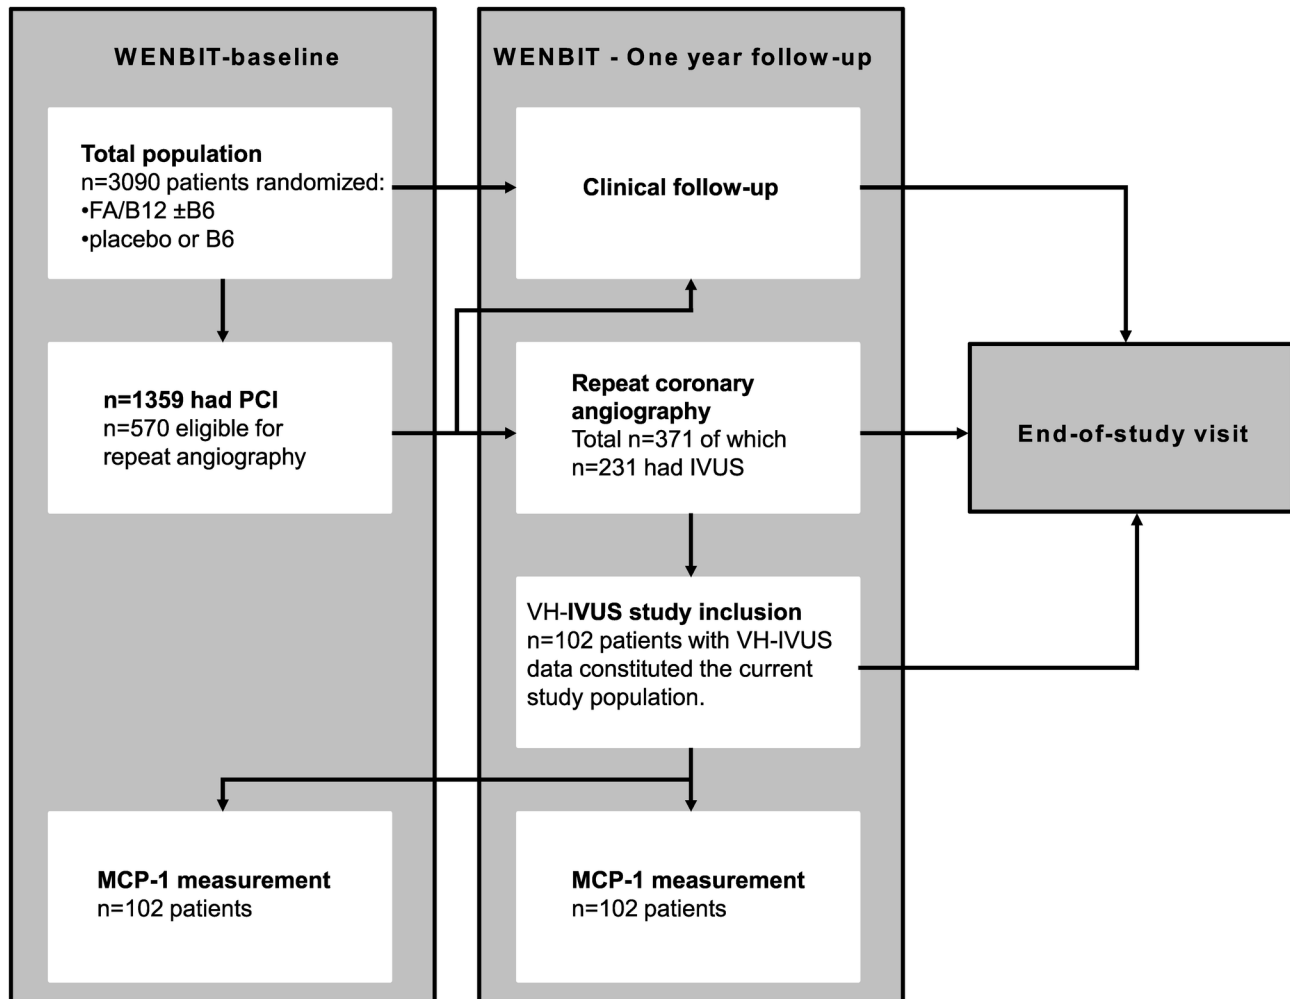 WENBIT-baseline
Total population
n=3090 patients randomized:
•FA/B12 ±B6
•placebo or B6
n=1359 had PCI
n=570 eligible for
repeat angiography
MCP-1 measurement
n=102 patients
WENBIT - One year follow-up
Clinical follow-up
Repeat coronary
angiography
Total n=371 of which
n=231 had IVUS
VH-IVUS study inclusion
n=102 patients with VH-IVUS
data constituted the current
study population.
MCP-1 measurement
n=102 patients
End-of-study visit